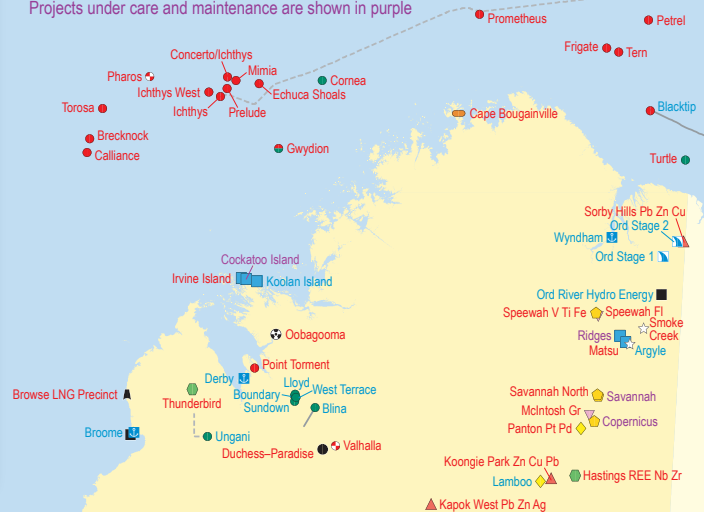 Projects under care and maintenance are shown in purple
Prometheus
Petrel
Frigate
Tern
Concerto/Ichthys
Mimia
Pharos
Cornea
Ichthys West
Echuca Shoals
Torosa
Ichthys
Prelude
Blacktip
Cape Bougainville
Brecknock
Calliance
Gwydion
Turtle
Sorby Hills Pb Zn Cu
Ord Stage 2
Wyndham
Ord Stage 1
Cockatoo Island
Irvine Island
Koolan Island
Ord River Hydro Energy
Speewah V Ti Fe
Speewah Fl
Smoke
Creek
Oobagooma
Ridges
Matsu
Argyle
Point Torment
Derby
Lloyd
Browse LNG Precinct
Thunderbird
Boundary
West Terrace
Sundown
Blina
Savannah North
Savannah
McIntosh Gr
Copernicus
Panton Pt Pd
Broome
Ungani
Valhalla
Duchess–Paradise
Koongie Park Zn Cu Pb
Lamboo
Hastings REE Nb Zr
Kapok West Pb Zn Ag